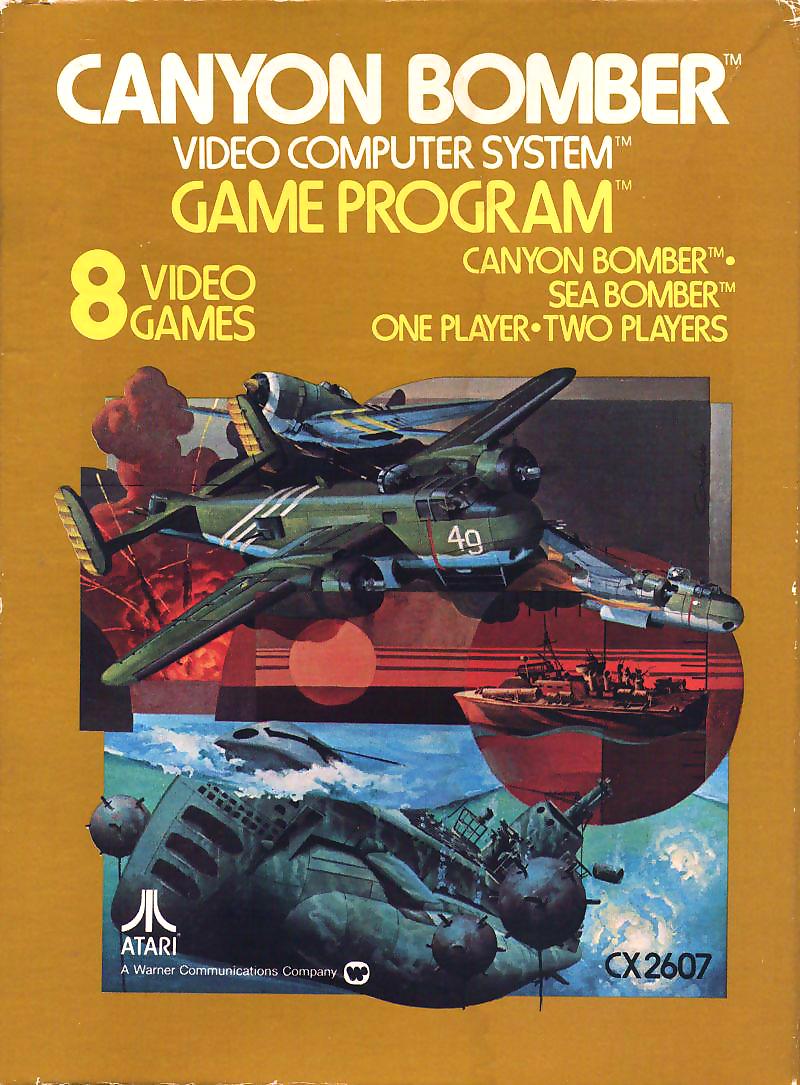 CANYON BOMBER™
VIDEO COMPUTER SYSTEM™
GAME PROGRAM™
8 VIDEO GAMES
CANYON BOMBER™•
SEA BOMBER™
ONE PLAYER•TWO PLAYERS
49
ATARI
A Warner Communications Company
CX2607